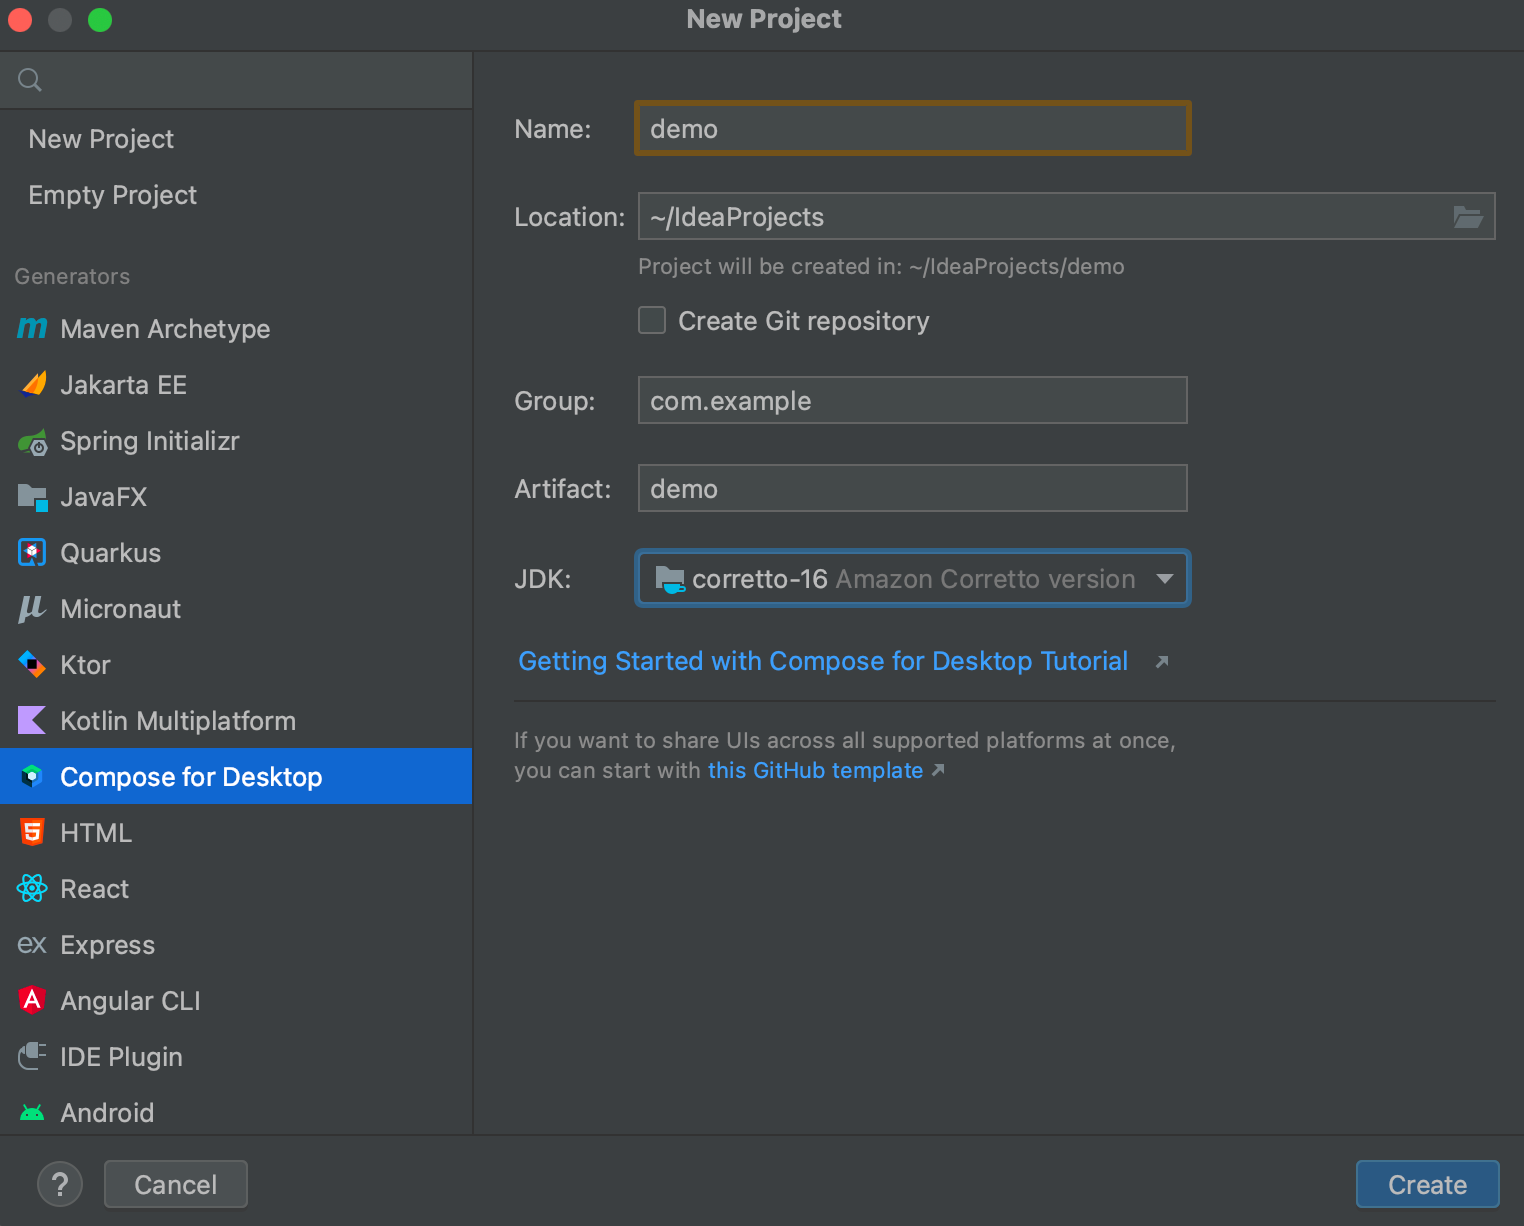 New Project
New Project
Empty Project
Generators
Maven Archetype
Jakarta EE
Spring Initializr
JavaFX
Quarkus
Micronaut
Ktor
Kotlin Multiplatform
Compose for Desktop
HTML
React
ex Express
Angular CLI
IDE Plugin
Android
Name: demo
Location: ~/IdeaProjects
Project will be created in: ~/IdeaProjects/demo
Create Git repository
Group: com.example
Artifact: demo
JDK: corretto-16 Amazon Corretto version
Getting Started with Compose for Desktop Tutorial
If you want to share UIs across all supported platforms at once,
you can start with this GitHub template
? Cancel Create